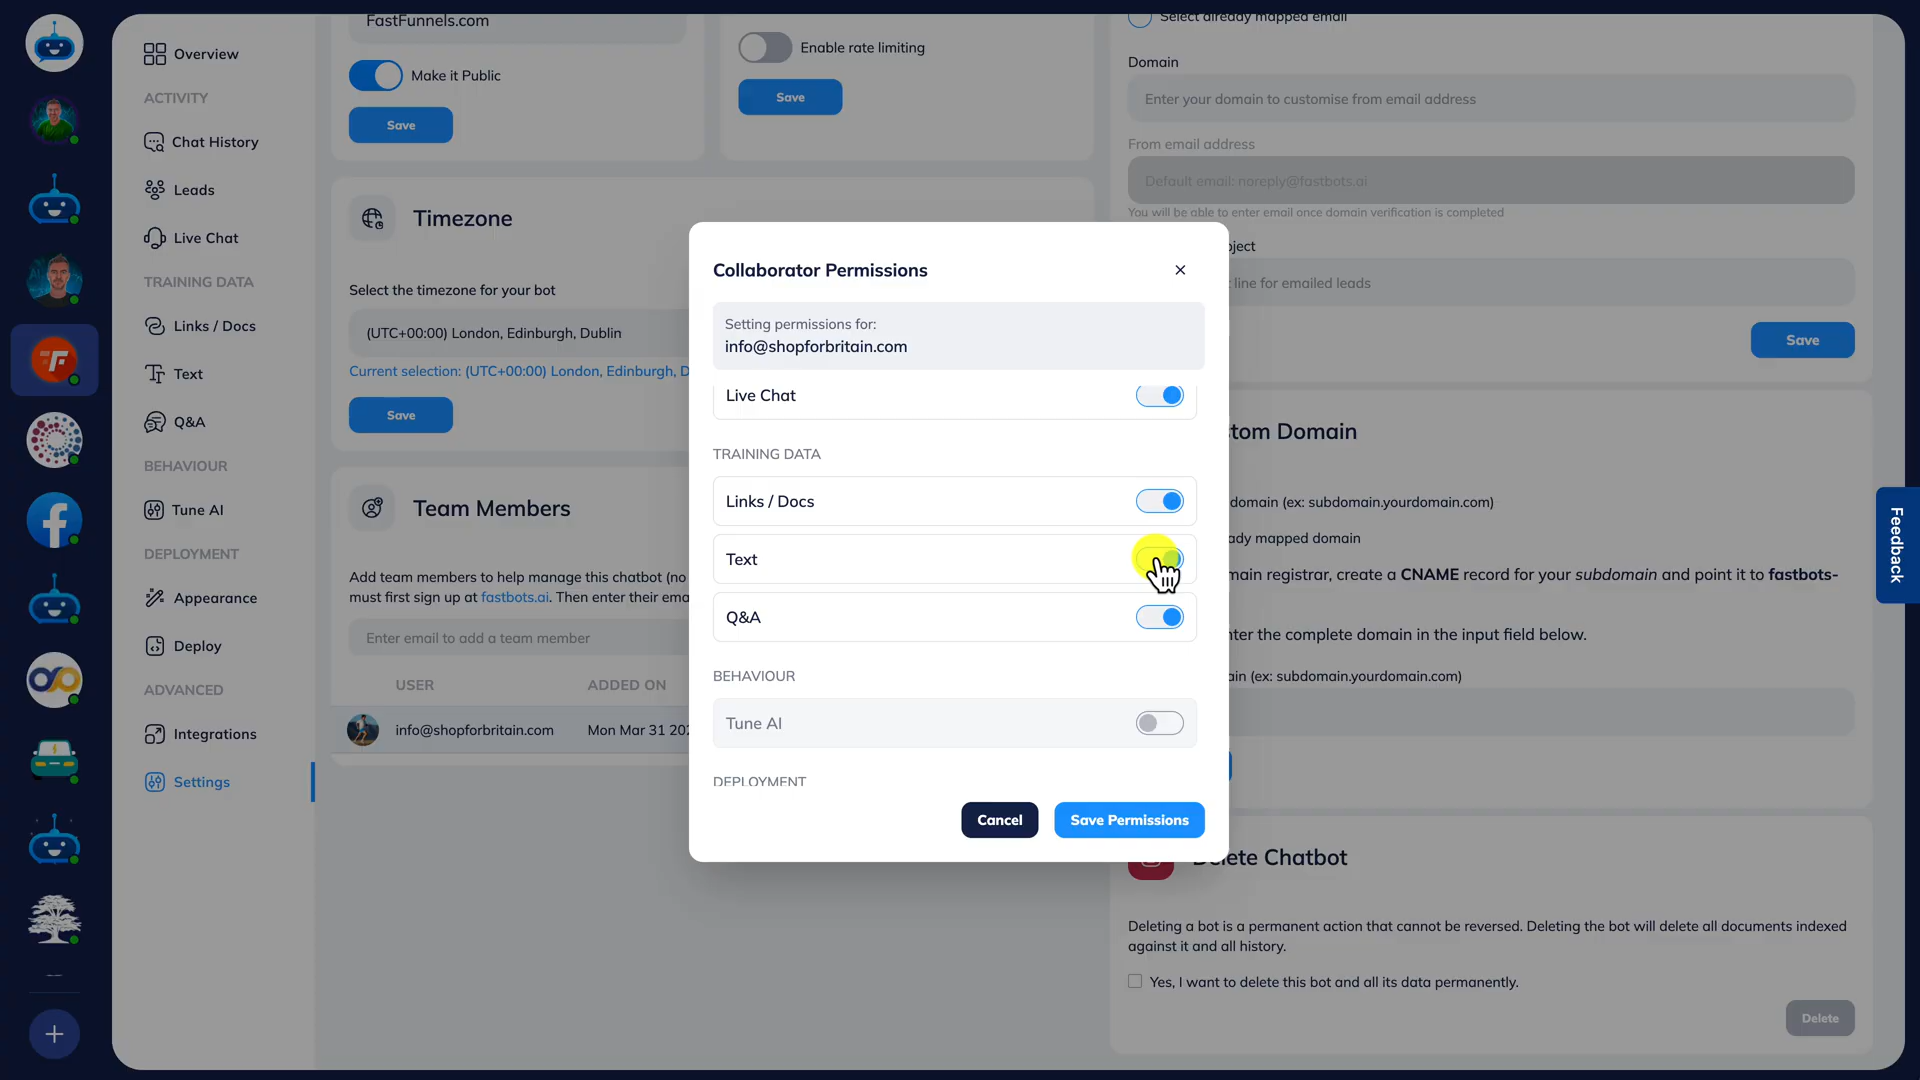 Overview
ACTIVITY
Chat History
Leads
Live Chat
TRAINING DATA
Links / Docs
Text
Q&A
BEHAVIOUR
Tune AI
DEPLOYMENT
Appearance
Deploy
ADVANCED
Integrations
Settings
FastFunnels.com
Make it Public
Save
Enable rate limiting
Save
Timezone
Select the timezone for your bot
(UTC+00:00) London, Edinburgh, Dublin
Current selection: (UTC+00:00) London, Edinburgh, D
Save
Team Members
Add team members to help manage this chatbot (no
must first sign up at fastbots.ai. Then enter their ema
Enter email to add a team member
USER ADDED ON
info@shopforbritain.com Mon Mar 31 202
Collaborator Permissions
Setting permissions for:
info@shopforbritain.com
Live Chat
TRAINING DATA
Links / Docs
Text
Q&A
BEHAVIOUR
Tune AI
DEPLOYMENT
Cancel
Save Permissions
Select already mapped email
Domain
Enter your domain to customise from email address
From email address
Default email: noreply@fastbots.ai
You will be able to enter email once domain verification is completed
ject
line for emailed leads
Save
tom Domain
domain (ex: subdomain.yourdomain.com)
ady mapped domain
main registrar, create a CNAME record for your subdomain and point it to fastbots-
nter the complete domain in the input field below.
ain (ex: subdomain.yourdomain.com)
Delete Chatbot
Deleting a bot is a permanent action that cannot be reversed. Deleting the bot will delete all documents indexed
against it and all history.
Yes, I want to delete this bot and all its data permanently.
Delete
Feedback